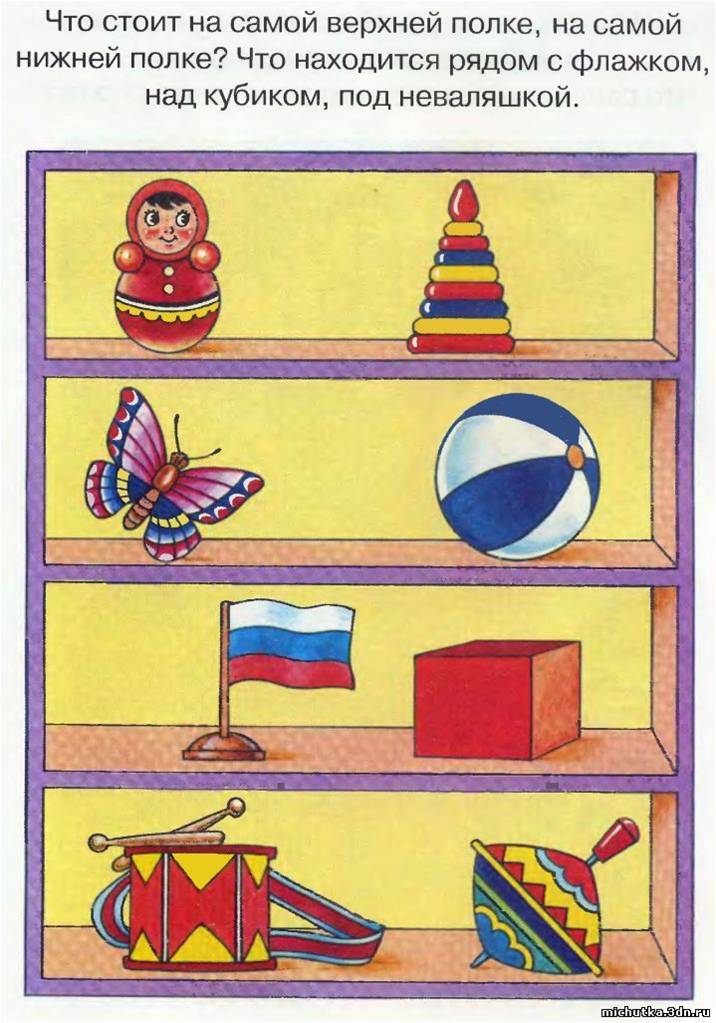 Что стоит на самой верхней полке, на самой
нижней полке? Что находится рядом с флажком,
над кубиком, под неваляшкой.
michutka.3dn.ru